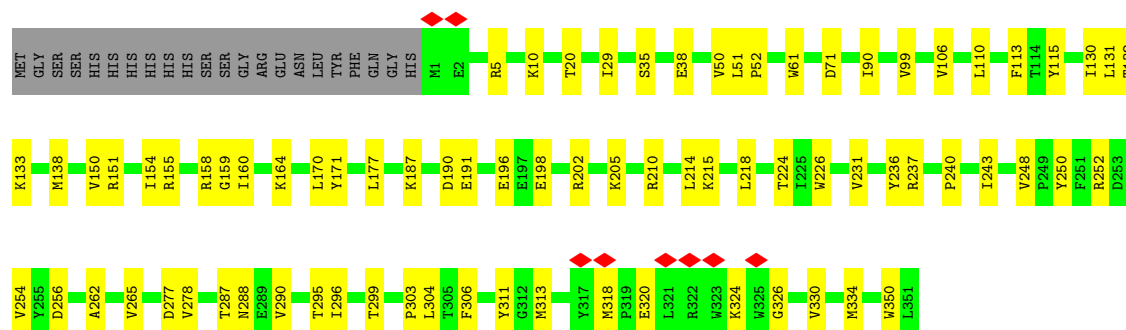 MET GLY SER SER HIS HIS HIS HIS HIS HIS SER SER GLY ARG GLU ASN LEU TYR PHE GLN GLY HIS M1 E2 R5 K10 T20 I29 S35 E38 V50 L51 P52 W61 D71 I90 V99 V106 L110 F113 T114 Y115 I130 L131
K133 M138 V150 R151 I154 R155 R158 G159 I160 K164 L170 Y171 L177 K187 D190 E191 E196 E197 E198 R202 K205 R210 L214 K215 L218 T224 I225 W226 V231 Y236 R237 P240 I243 V248 P249 Y250 F251 R252 D253
V254 Y255 D256 A262 V265 D277 V278 T287 N288 E289 V290 T295 I296 T299 P303 L304 T305 F306 Y311 G312 M313 Y317 M318 P319 E320 L321 R322 W323 K324 W325 G326 V330 M334 W350 L351